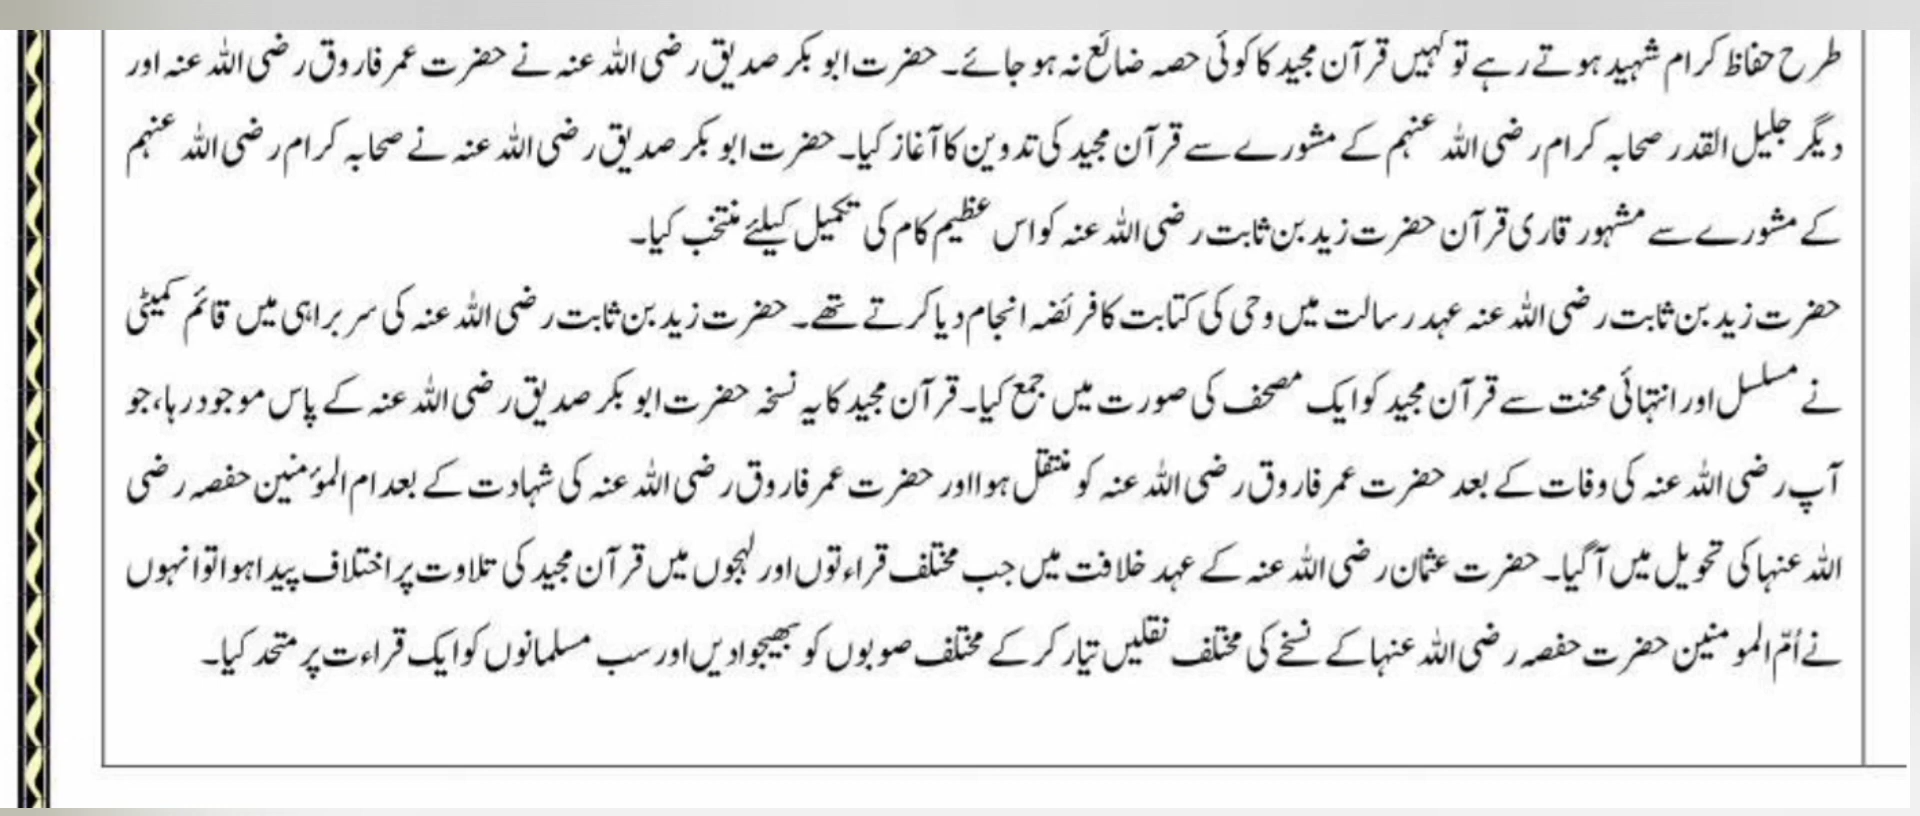 طرح حفاظ کرام شہید ہوتے رہے تو کہیں قرآن مجید کا کوئی حصہ ضائع نہ ہو جائے۔ حضرت ابو بکر صدیق رضی اللہ عنہ نے حضرت عمر فاروق رضی اللہ عنہ اور
دیگر جلیل القدر صحابہ کرام رضی اللہ عنہم کے مشورے سے قرآن مجید کی تدوین کا آغاز کیا۔ حضرت ابو بکر صدیق رضی اللہ عنہ نے صحابہ کرام رضی اللہ عنہم
کے مشورے سے مشہور قاری قرآن حضرت زید بن ثابت رضی اللہ عنہ کو اس عظیم کام کی تکمیل کیلئے منتخب کیا۔
حضرت زید بن ثابت رضی اللہ عنہ عہد رسالت میں وحی کی کتابت کا فرئضہ انجام دیا کرتے تھے۔ حضرت زید بن ثابت رضی اللہ عنہ کی سربراہی میں قائم کمیٹی
نے مسلسل اور انتہائی محنت سے قرآن مجید کو ایک مصحف کی صورت میں جمع کیا۔ قرآن مجید کا یہ نسخہ حضرت ابو بکر صدیق رضی اللہ عنہ کے پاس موجود رہا، جو
آپ رضی اللہ عنہ کی وفات کے بعد حضرت عمر فاروق رضی اللہ عنہ کو منتقل ہوا اور حضرت عمر فاروق رضی اللہ عنہ کی شہادت کے بعد ام المؤمنین حفصہ رضی
اللہ عنہا کی تحویل میں آگیا۔ حضرت عثمان رضی اللہ عنہ کے عہد خلافت میں جب مختلف قراءتوں اور لہجوں میں قرآن مجید کی تلاوت پر اختلاف پیدا ہوا تو انہوں
نے اُمّ المومنین حضرت حفصہ رضی اللہ عنہا کے نسخے کی مختلف نقلیں تیار کر کے مختلف صوبوں کو بھیجوا دیں اور سب مسلمانوں کو ایک قراءت پر متحد کیا۔